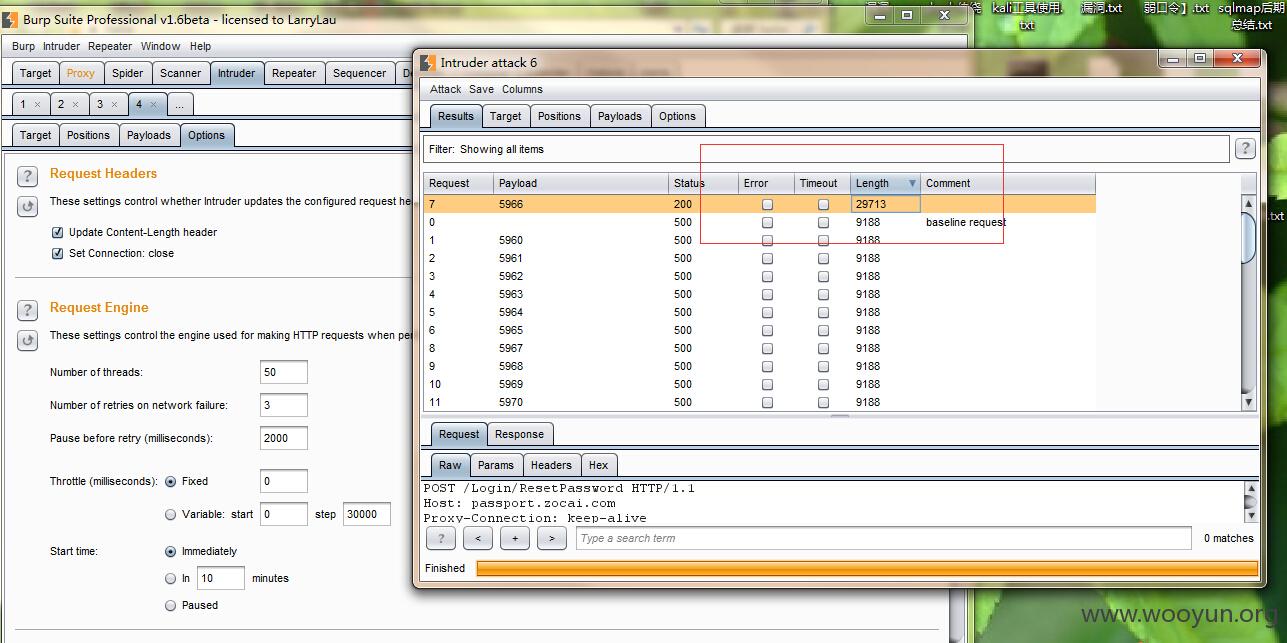 Burp Suite Professional v1.6beta - licensed to LarryLau
kali工具使用.txt
漏洞.txt
弱口令】.txt
sqlmap后期总结.txt
.txt
Burp Intruder Repeater Window Help
Target Proxy Spider Scanner Intruder Repeater Sequencer
1 × 2 × 3 × 4 × ...
Target Positions Payloads Options
? Request Headers
These settings control whether Intruder updates the configured request he
Update Content-Length header
Set Connection: close
? Request Engine
These settings control the engine used for making HTTP requests when per
Number of threads: 50
Number of retries on network failure: 3
Pause before retry (milliseconds): 2000
Throttle (milliseconds): Fixed 0
Variable: start 0 step 30000
Start time: Immediately
In 10 minutes
Paused
Intruder attack 6
Attack Save Columns
Results Target Positions Payloads Options
Filter: Showing all items ?
Request Payload Status Error Timeout Length Comment
7 5966 200 29713
0 500 9188 baseline request
1 5960 500 9188
2 5961 500 9188
3 5962 500 9188
4 5963 500 9188
5 5964 500 9188
6 5965 500 9188
8 5967 500 9188
9 5968 500 9188
10 5969 500 9188
11 5970 500 9188
Request Response
Raw Params Headers Hex
POST /Login/ResetPassword HTTP/1.1
Host: passport.zocai.com
Proxy-Connection: keep-alive
? < + > Type a search term 0 matches
Finished
www.wooyun.org